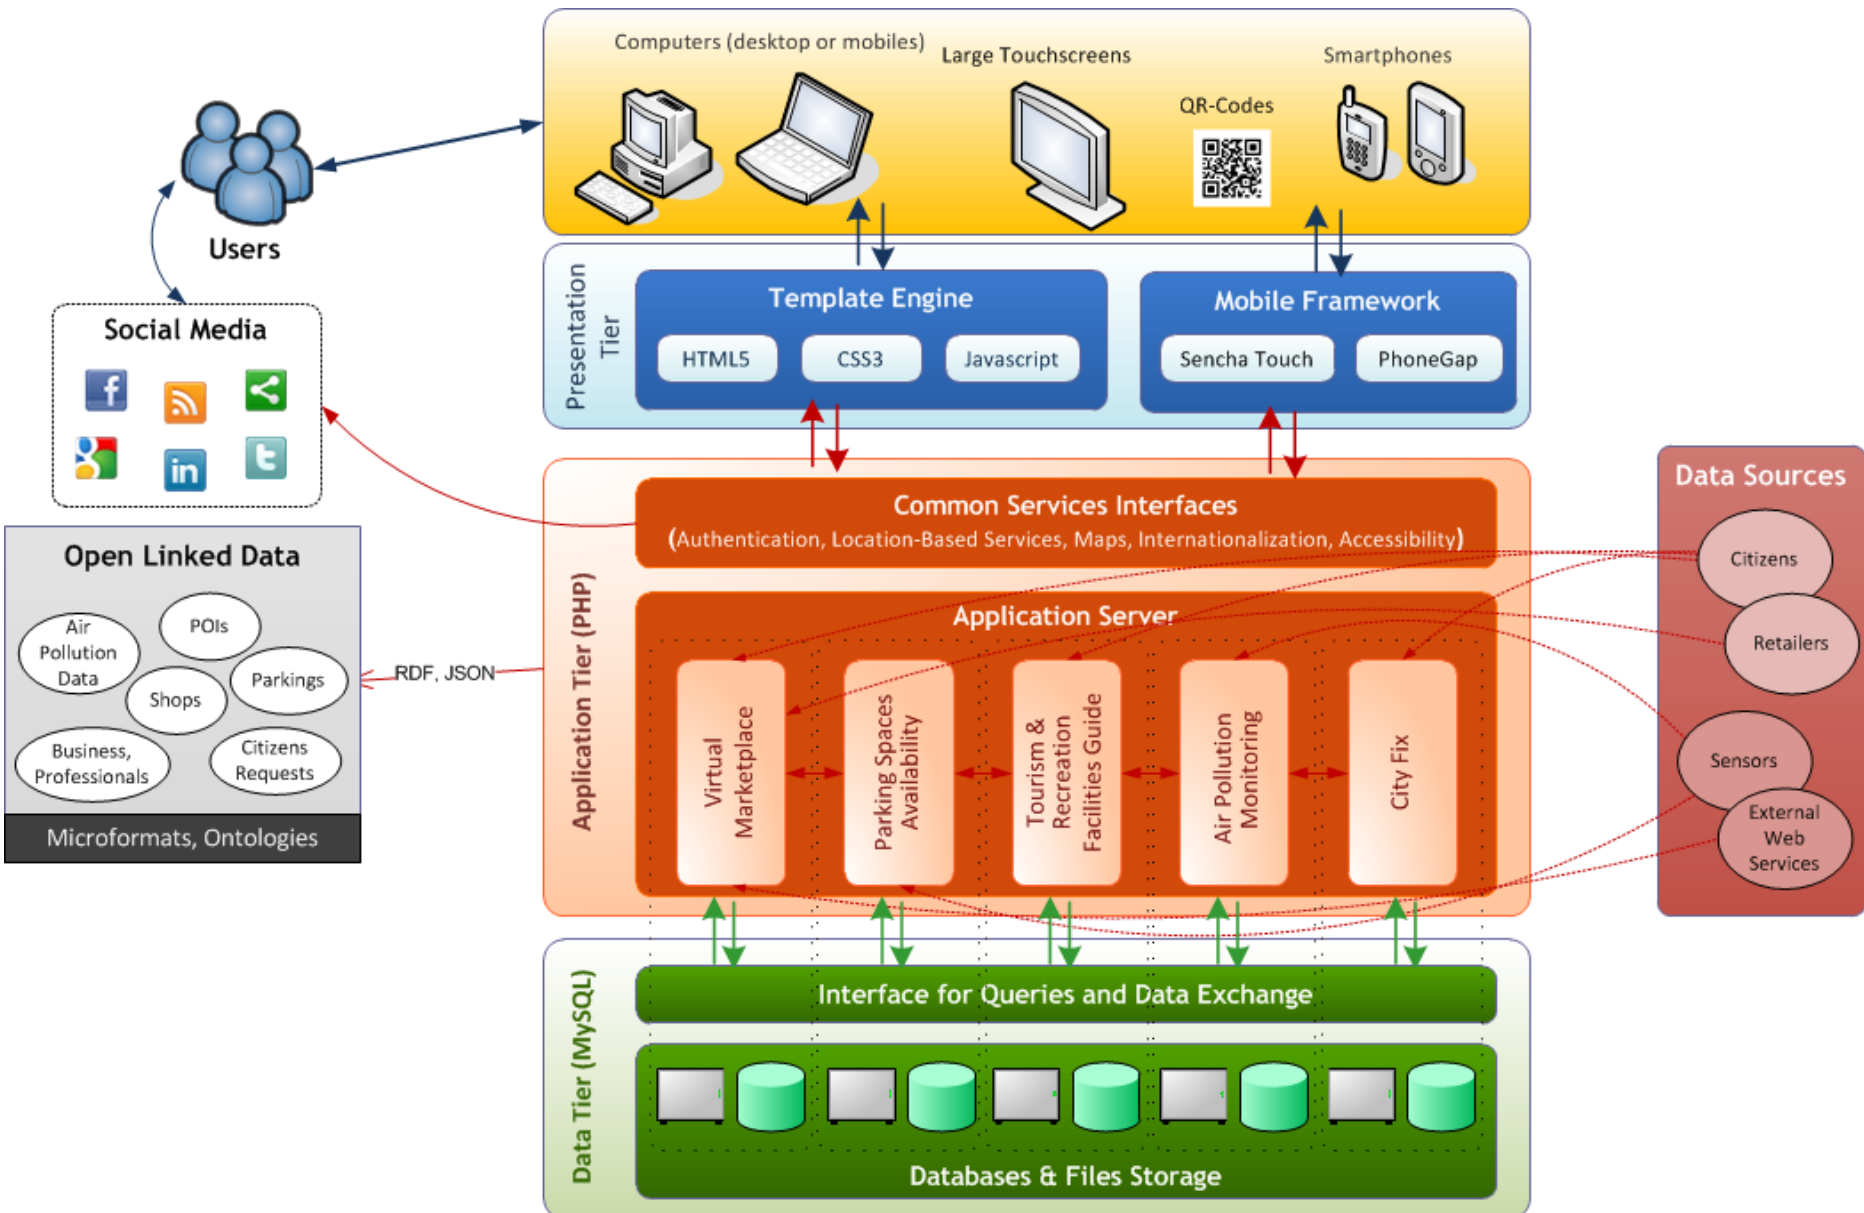 Computers (desktop or mobiles)
Large Touchscreens
Smartphones
QR-Codes
Users
Presentation
Tier
Template Engine
HTML5
CSS3
Javascript
Mobile Framework
Sencha Touch
PhoneGap
Social Media
f
in
t
Open Linked Data
Air
Pollution
Data
POIs
Parkings
Shops
Business,
Professionals
Citizens
Requests
Microformats, Ontologies
RDF, JSON
Application Tier (PHP)
Common Services Interfaces
(Authentication, Location-Based Services, Maps, Internationalization, Accessibility)
Application Server
Virtual
Marketplace
Parking Spaces
Availability
Tourism &
Recreation
Facilities Guide
Air Pollution
Monitoring
City Fix
Data Sources
Citizens
Retailers
Sensors
External
Web
Services
Data Tier (MySQL)
Interface for Queries and Data Exchange
Databases & Files Storage